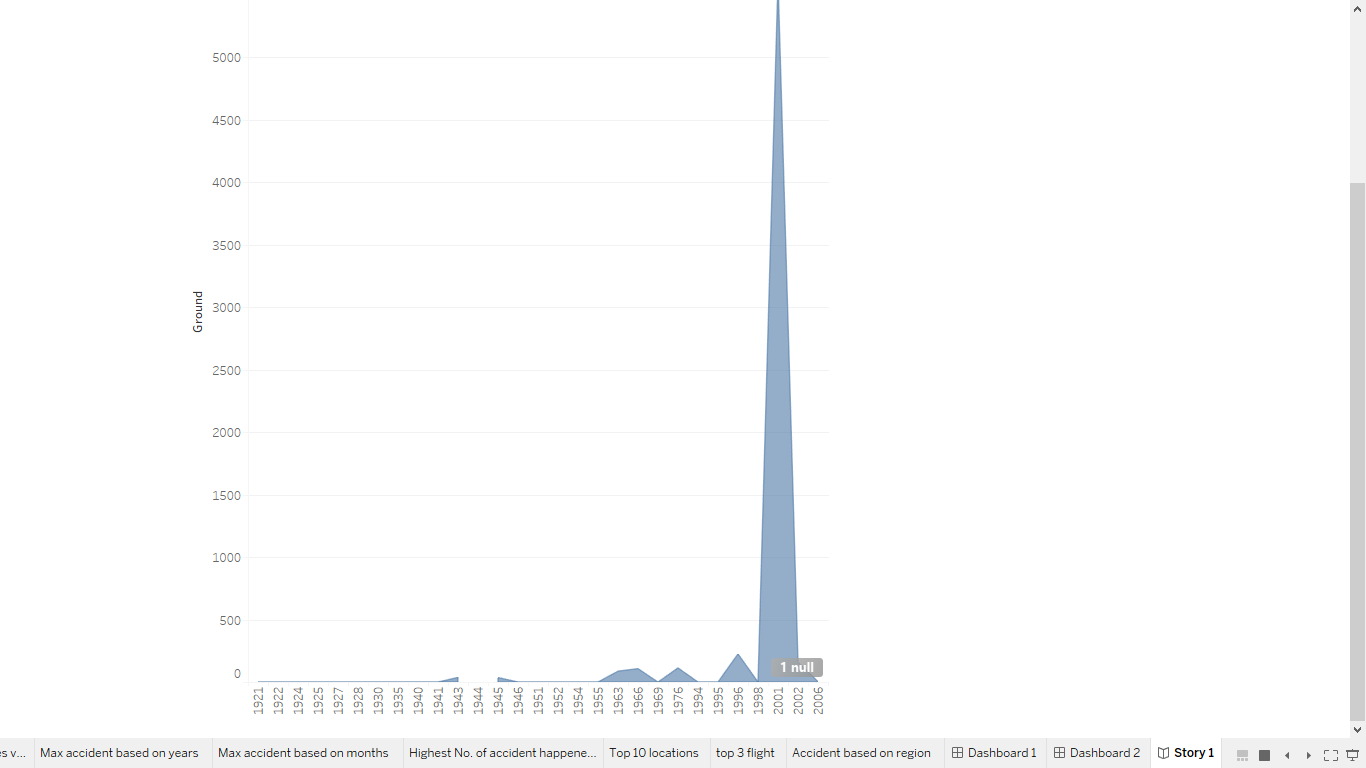 5000
4500
4000
3500
3000
2500
2000
1500
1000
500
0
Ground
1 null
1921 1922 1924 1925 1927 1928 1930 1935 1940 1941 1943 1944 1945 1946 1951 1952 1954 1955 1963 1966 1969 1976 1994 1995 1996 1998 2001 2002 2006
es v... Max accident based on years Max accident based on months Highest No. of accident happene... Top 10 locations top 3 flight Accident based on region Dashboard 1 Dashboard 2 Story 1